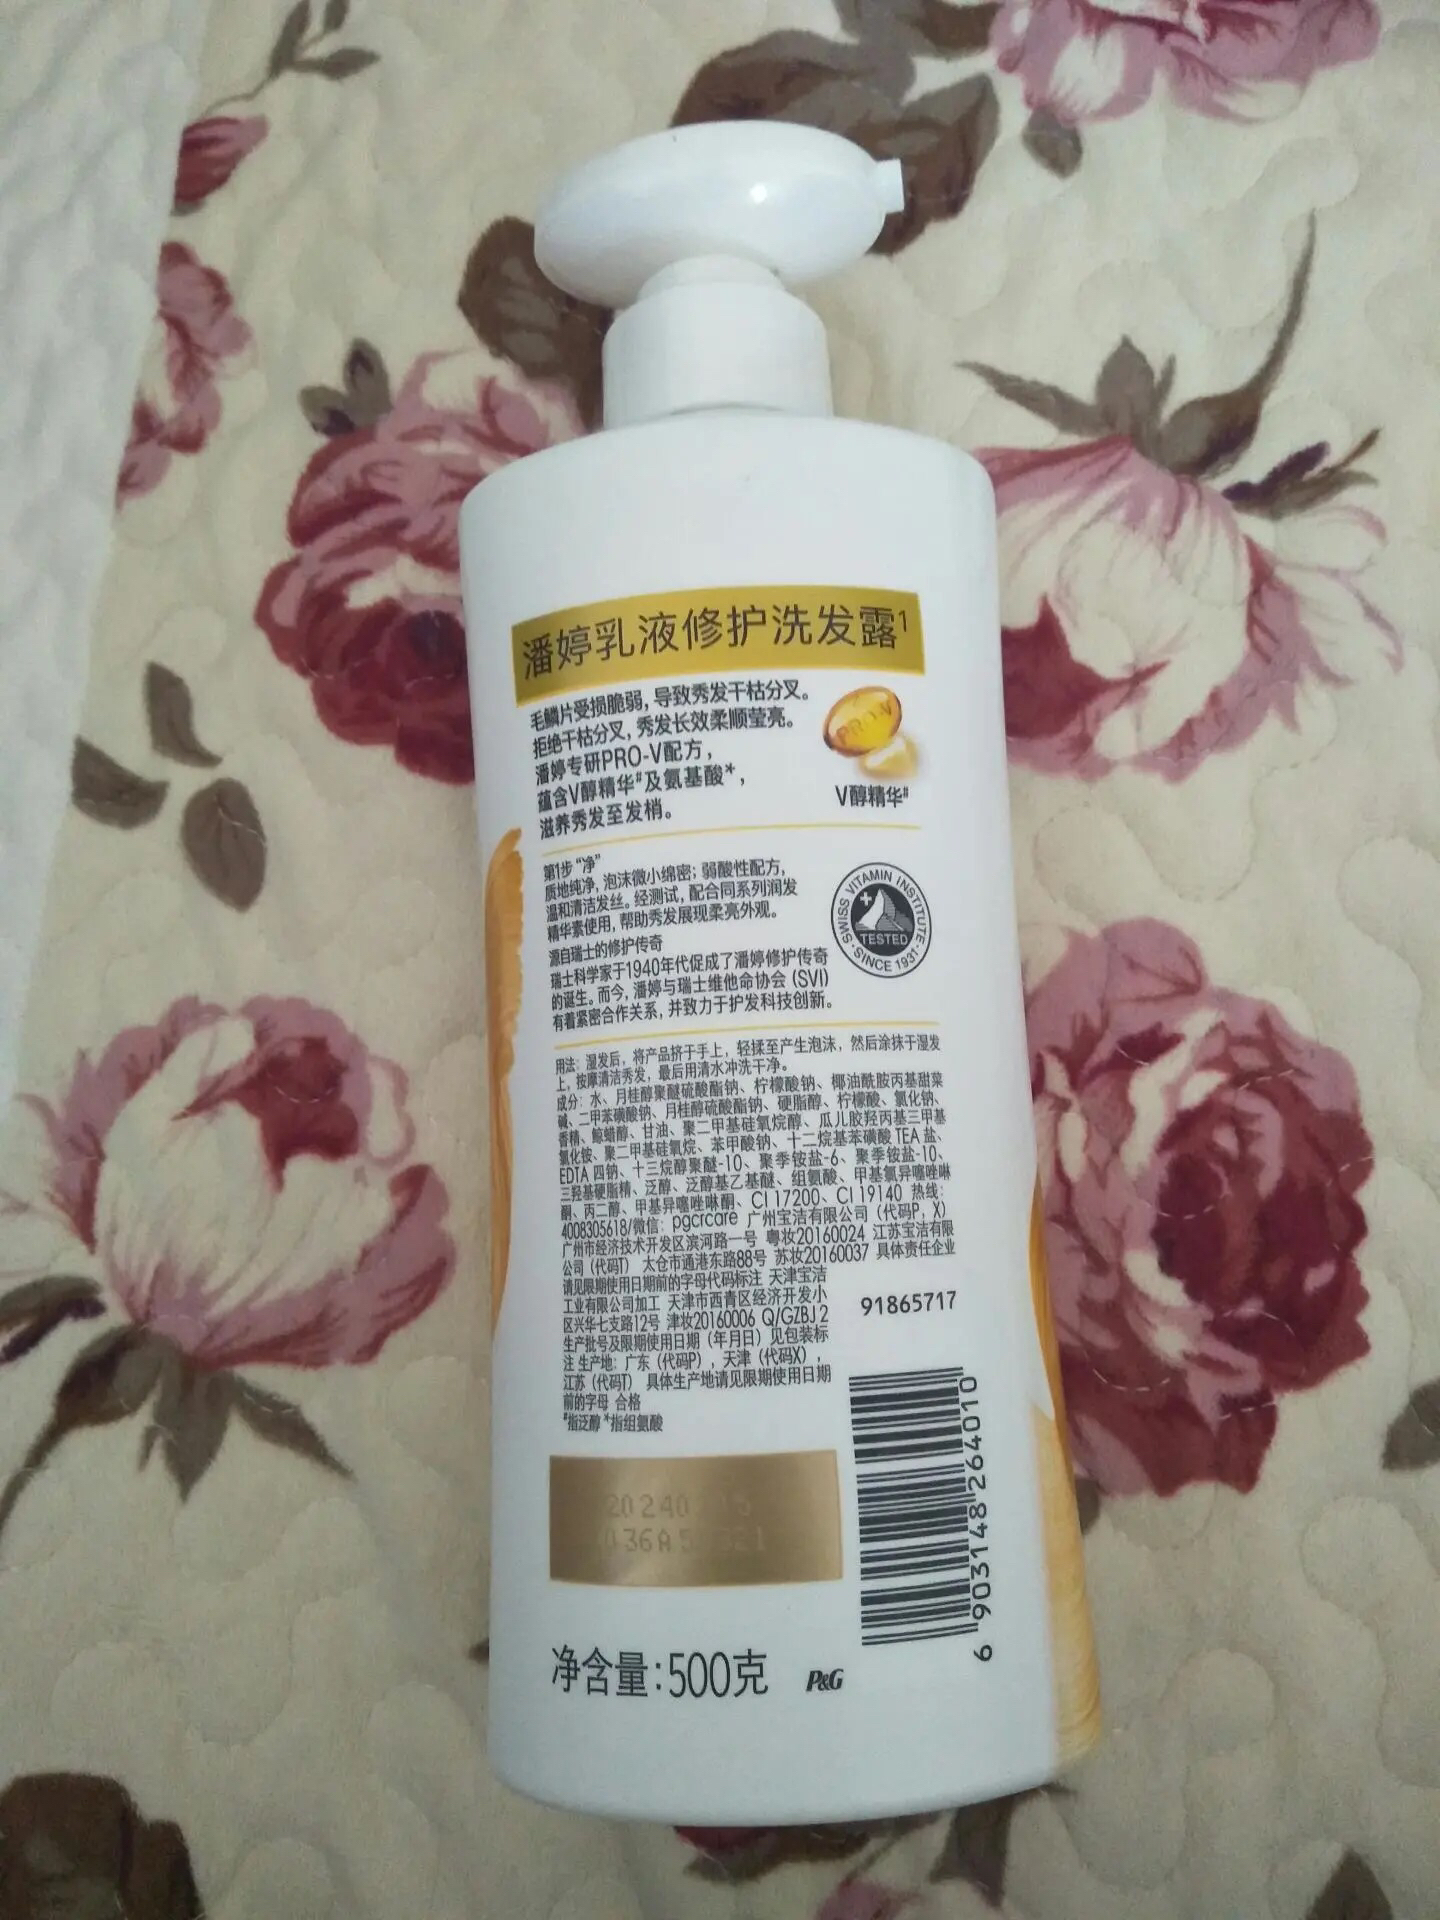 潘婷乳液修护洗发露1
毛鳞片受损脆弱，导致秀发干枯分叉。
拒绝干枯分叉，秀发长效柔顺莹亮。
潘婷专研PRO-V配方，
蕴含V醇精华#及氨基酸*，
滋养秀发至发梢。
PRO-V
V醇精华#
第1步“净”
质地纯净，泡沫微小绵密；弱酸性配方，
温和清洁发丝。经测试，配合同系列润发
精华素使用，帮助秀发展现柔亮外观。
源自瑞士的修护传奇
瑞士科学家于1940年代促成了潘婷修护传奇
的诞生。而今，潘婷与瑞士维他命协会 (SVI)
有着紧密合作关系，并致力于护发科技创新。
SWISS VITAMIN INSTITUTE
TESTED
SINCE 1931
用法：湿发后，将产品挤于手上，轻揉至产生泡沫，然后涂抹于湿发
上，按摩清洁秀发，最后用清水冲洗干净。
成分：水、月桂醇聚醚硫酸酯钠、柠檬酸钠、椰油酰胺丙基甜菜
碱、二甲苯磺酸钠、月桂醇硫酸酯钠、硬脂醇、柠檬酸、氯化钠、
香精、鲸蜡醇、甘油、聚二甲基硅氧烷醇、瓜儿胶羟丙基三甲基
氯化铵、聚二甲基硅氧烷、苯甲酸钠、十二烷基苯磺酸 TEA 盐、
EDTA 四钠、十三烷醇聚醚-10、聚季铵盐-6、聚季铵盐-10、
三羟基硬脂精、泛醇、泛醇基乙基醚、组氨酸、甲基氯异噻唑啉
酮、丙二醇、甲基异噻唑啉酮、CI 17200、CI 19140 热线：
4008305618/微信：pgcrcare 广州宝洁有限公司（代码P，X）
广州市经济技术开发区滨河路一号 粤妆20160024 江苏宝洁有限
公司（代码T） 太仓市通港东路88号 苏妆20160037 具体责任企业
请见限期使用日期前的字母代码标注 天津宝洁
工业有限公司加工 天津市西青区经济开发小
区兴华七支路12号 津妆20160006 Q/GZBJ 2
生产批号及限期使用日期（年月日）见包装标
注 生产地：广东（代码P），天津（代码X），
江苏（代码T） 具体生产地请见限期使用日期
前的字母 合格
#指泛醇 *指组氨酸
91865717
6 903148 264010
净含量：500克
P&G